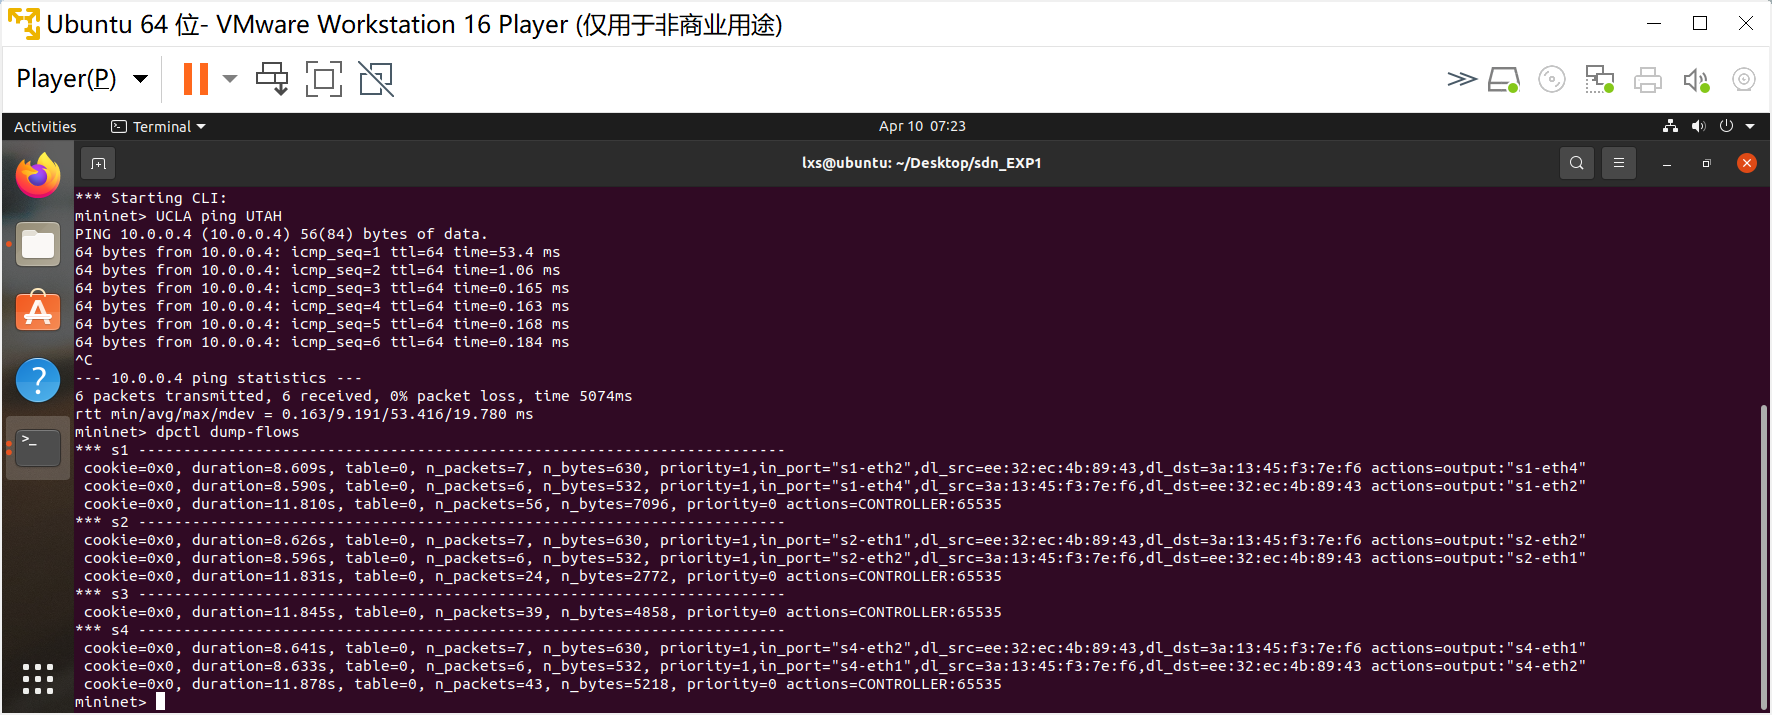 Ubuntu 64 位- VMware Workstation 16 Player (仅用于非商业用途)
Player(P)
Activities Terminal Apr 10 07:23
lxs@ubuntu: ~/Desktop/sdn_EXP1
*** Starting CLI:
mininet> UCLA ping UTAH
PING 10.0.0.4 (10.0.0.4) 56(84) bytes of data.
64 bytes from 10.0.0.4: icmp_seq=1 ttl=64 time=53.4 ms
64 bytes from 10.0.0.4: icmp_seq=2 ttl=64 time=1.06 ms
64 bytes from 10.0.0.4: icmp_seq=3 ttl=64 time=0.165 ms
64 bytes from 10.0.0.4: icmp_seq=4 ttl=64 time=0.163 ms
64 bytes from 10.0.0.4: icmp_seq=5 ttl=64 time=0.168 ms
64 bytes from 10.0.0.4: icmp_seq=6 ttl=64 time=0.184 ms
^C
--- 10.0.0.4 ping statistics ---
6 packets transmitted, 6 received, 0% packet loss, time 5074ms
rtt min/avg/max/mdev = 0.163/9.191/53.416/19.780 ms
mininet> dpctl dump-flows
*** s1 ------------------------------------------------------------------------
 cookie=0x0, duration=8.609s, table=0, n_packets=7, n_bytes=630, priority=1,in_port="s1-eth2",dl_src=ee:32:ec:4b:89:43,dl_dst=3a:13:45:f3:7e:f6 actions=output:"s1-eth4"
 cookie=0x0, duration=8.590s, table=0, n_packets=6, n_bytes=532, priority=1,in_port="s1-eth4",dl_src=3a:13:45:f3:7e:f6,dl_dst=ee:32:ec:4b:89:43 actions=output:"s1-eth2"
 cookie=0x0, duration=11.810s, table=0, n_packets=56, n_bytes=7096, priority=0 actions=CONTROLLER:65535
*** s2 ------------------------------------------------------------------------
 cookie=0x0, duration=8.626s, table=0, n_packets=7, n_bytes=630, priority=1,in_port="s2-eth1",dl_src=ee:32:ec:4b:89:43,dl_dst=3a:13:45:f3:7e:f6 actions=output:"s2-eth2"
 cookie=0x0, duration=8.596s, table=0, n_packets=6, n_bytes=532, priority=1,in_port="s2-eth2",dl_src=3a:13:45:f3:7e:f6,dl_dst=ee:32:ec:4b:89:43 actions=output:"s2-eth1"
 cookie=0x0, duration=11.831s, table=0, n_packets=24, n_bytes=2772, priority=0 actions=CONTROLLER:65535
*** s3 ------------------------------------------------------------------------
 cookie=0x0, duration=11.845s, table=0, n_packets=39, n_bytes=4858, priority=0 actions=CONTROLLER:65535
*** s4 ------------------------------------------------------------------------
 cookie=0x0, duration=8.641s, table=0, n_packets=7, n_bytes=630, priority=1,in_port="s4-eth2",dl_src=ee:32:ec:4b:89:43,dl_dst=3a:13:45:f3:7e:f6 actions=output:"s4-eth1"
 cookie=0x0, duration=8.633s, table=0, n_packets=6, n_bytes=532, priority=1,in_port="s4-eth1",dl_src=3a:13:45:f3:7e:f6,dl_dst=ee:32:ec:4b:89:43 actions=output:"s4-eth2"
 cookie=0x0, duration=11.878s, table=0, n_packets=43, n_bytes=5218, priority=0 actions=CONTROLLER:65535
mininet>